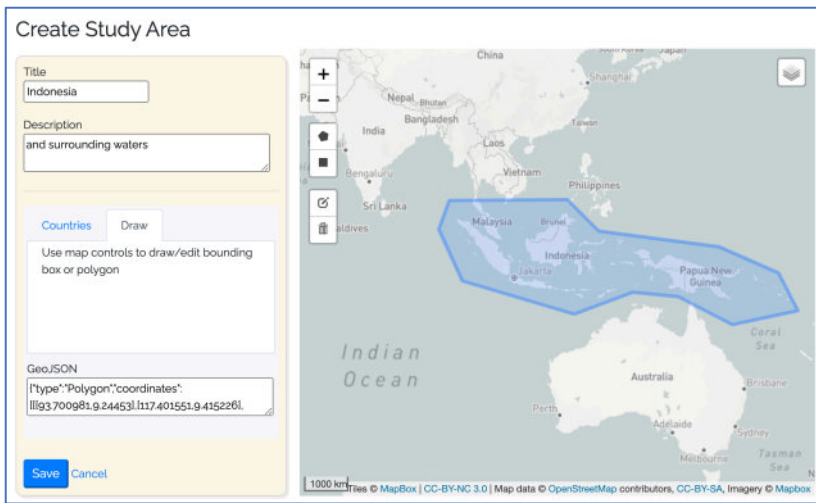 Create Study Area
Title
Indonesia
Description
and surrounding waters
Countries
Draw
Use map controls to draw/edit bounding
box or polygon
GeoJSON
{"type":"Polygon","coordinates":
[[[93.700981,9.24453],[117.401551,9.415226],
Save Cancel
+
−
China
Japan
Shanghai
Nepal
Bhutan
Bangladesh
Taiwan
India
Laos
Bengaluru
Vietnam
Philippines
Sri Lanka
aldives
Malaysia
Brunei
Indonesia
Jakarta
Papua New
Guinea
Indian
Ocean
Coral
Sea
Australia
Brisbane
Perth
Adelaide
Sydney
Melbourne
Tasman
Sea
1000 km
Tiles © MapBox | CC-BY-NC 3.0 | Map data © OpenStreetMap contributors, CC-BY-SA, Imagery © Mapbox